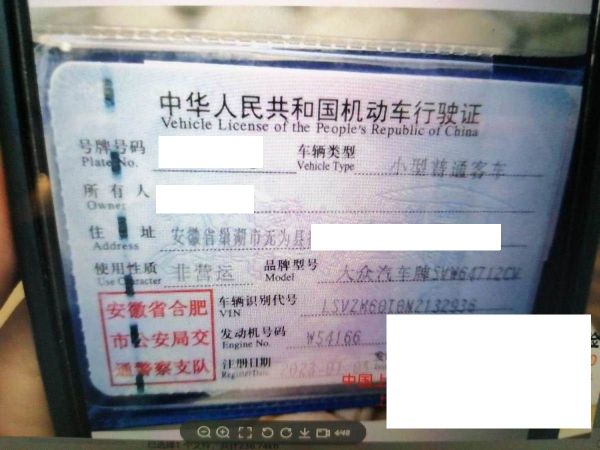 中华人民共和国机动车行驶证
Vehicle License of the People's Republic of China
号牌号码
Plate No.
车辆类型
Vehicle Type
小型普通客车
所有人
Owner
住址
Address
安徽省巢湖市无为县
使用性质
Use Character
非营运
品牌型号
Model
大众汽车牌SVW64712CV
安徽省合肥
市公安局交
通警察支队
车辆识别代号
VIN
发动机号码
Engine No.
W54166
注册日期
Register Date
中国
4/48